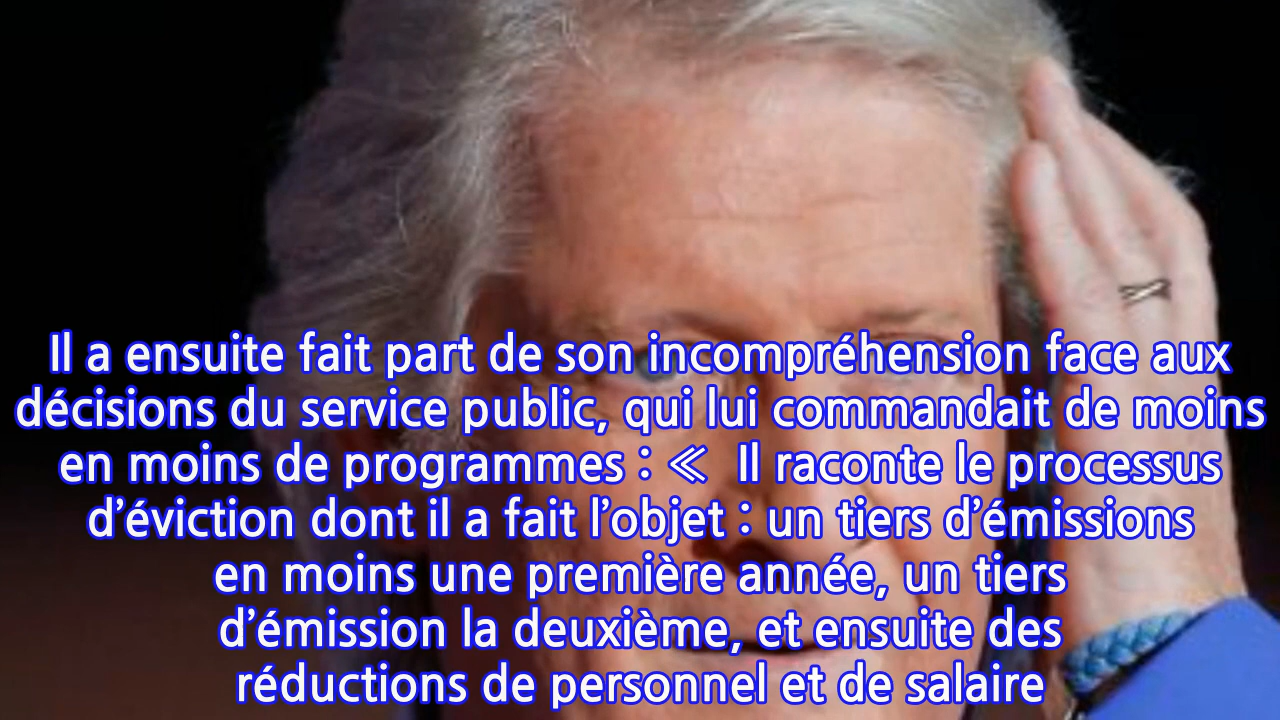 Il a ensuite fait part de son incompréhension face aux
décisions du service public, qui lui commandait de moins
en moins de programmes : ≪  Il raconte le processus
d’éviction dont il a fait l’objet : un tiers d’émissions
en moins une première année, un tiers
d’émission la deuxième, et ensuite des
réductions de personnel et de salaire